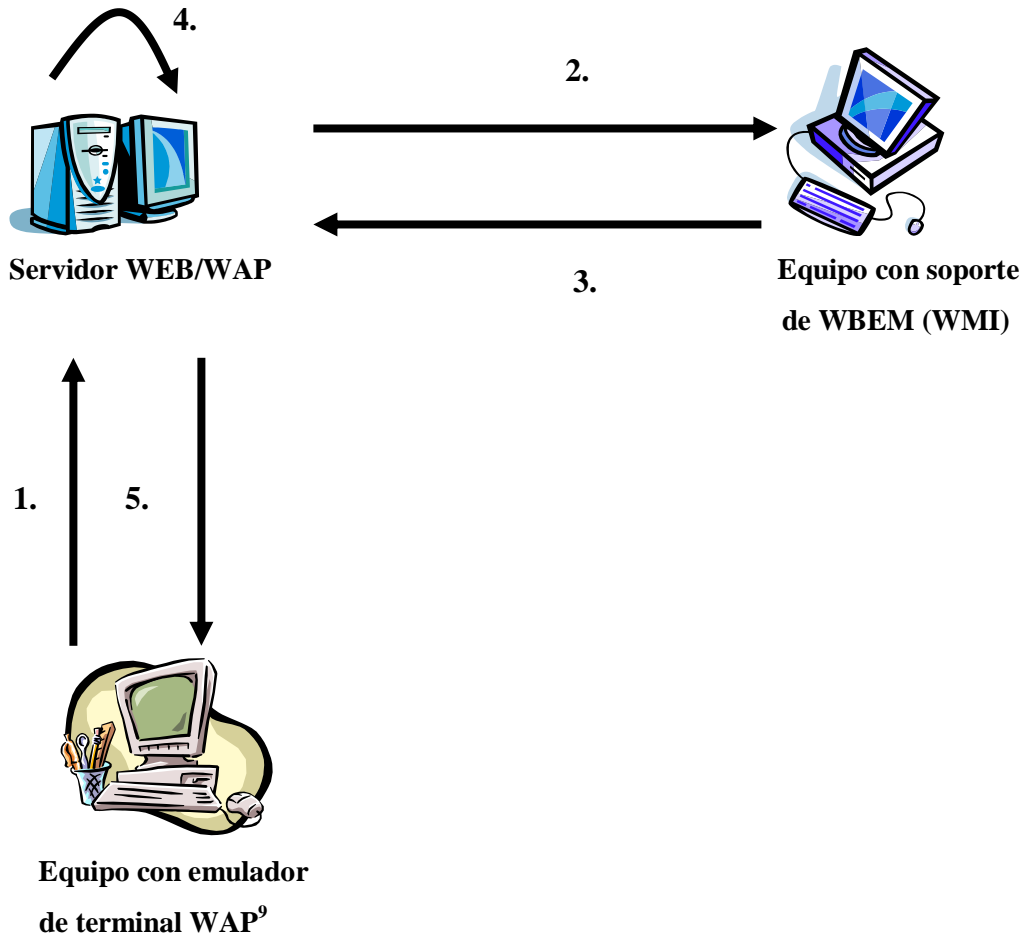 4.
2.
Servidor WEB/WAP
3.
Equipo con soporte
de WBEM (WMI)
1.
5.
Equipo con emulador
de terminal WAP⁹